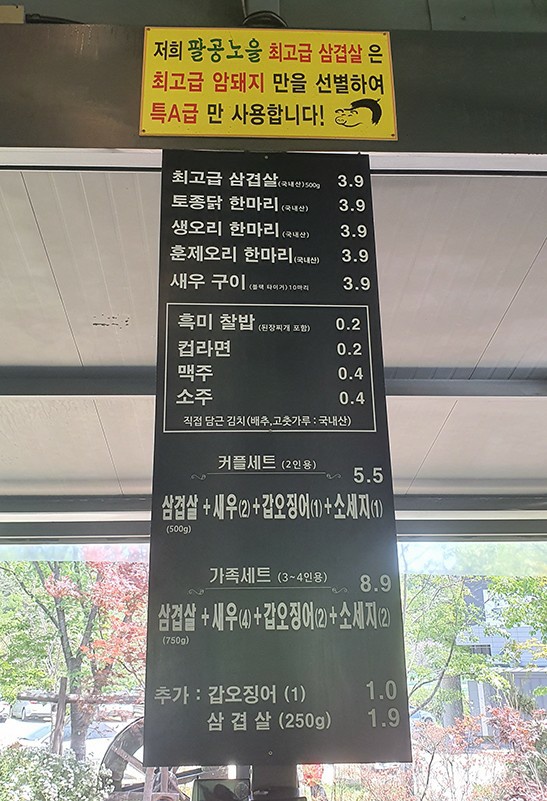 저희 팔공노을 최고급 삼겹살 은
최고급 암돼지 만을 선별하여
특A급 만 사용합니다!
최고급 삼겹살(국내산)500g 3.9
토종닭 한마리(국내산) 3.9
생오리 한마리(국내산) 3.9
훈제오리 한마리(국내산) 3.9
새우 구이(블랙 타이거)10마리 3.9
흑미 찰밥(된장찌개 포함) 0.2
컵라면 0.2
맥주 0.4
소주 0.4
직접 담근 김치(배추,고춧가루 : 국내산)
커플세트 (2인용) 5.5
삼겹살+새우(2)+갑오징어(1)+소세지(1)
(500g)
가족세트 (3~4인용) 8.9
삼겹살+새우(4)+갑오징어(2)+소세지(2)
(750g)
추가 : 갑오징어 (1) 1.0
삼 겹 살 (250g) 1.9